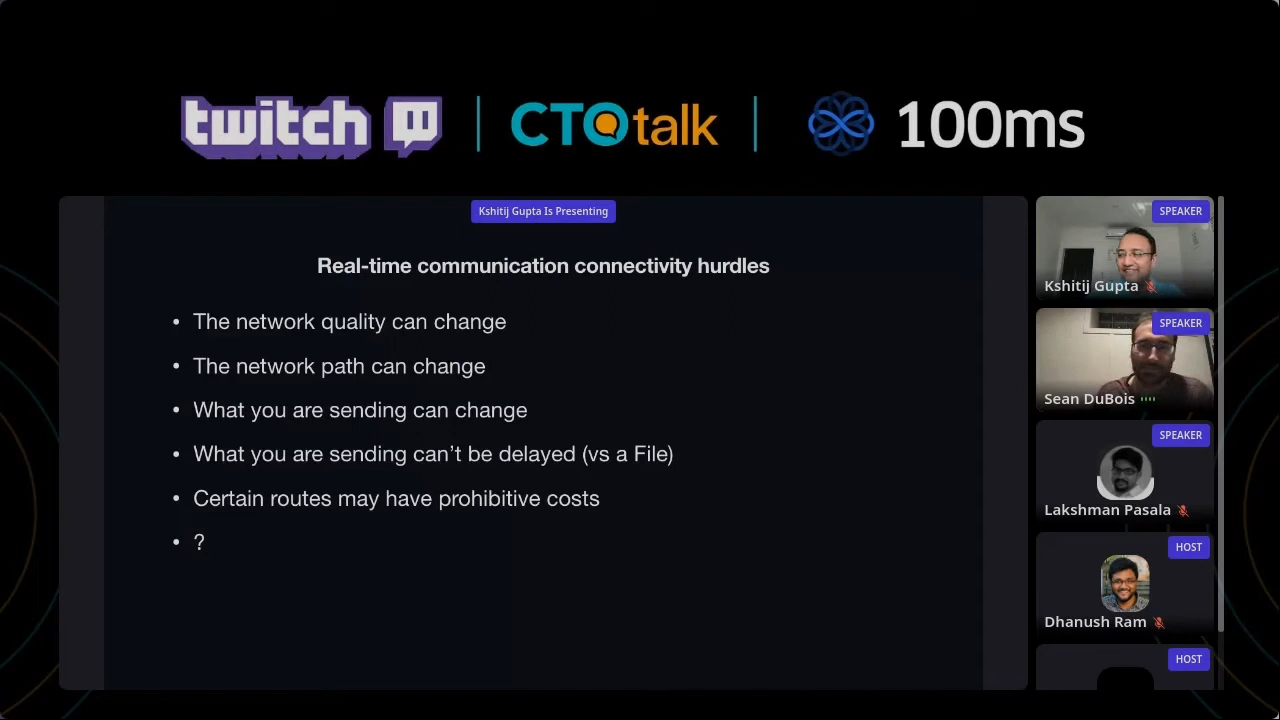 twitch
CTOtalk
100ms
Kshitij Gupta Is Presenting
Real-time communication connectivity hurdles
• The network quality can change
• The network path can change
• What you are sending can change
• What you are sending can’t be delayed (vs a File)
• Certain routes may have prohibitive costs
• ?
SPEAKER
Kshitij Gupta
SPEAKER
Sean DuBois
SPEAKER
Lakshman Pasala
HOST
Dhanush Ram
HOST